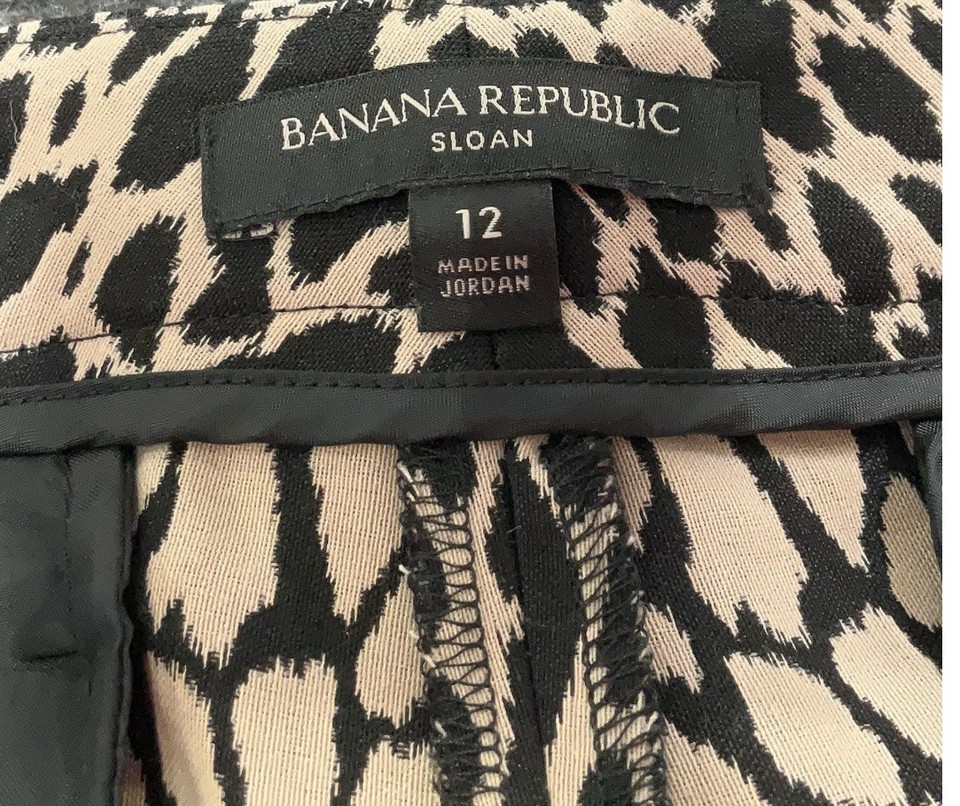 BANANA REPUBLIC
SLOAN
12
MADE IN
JORDAN